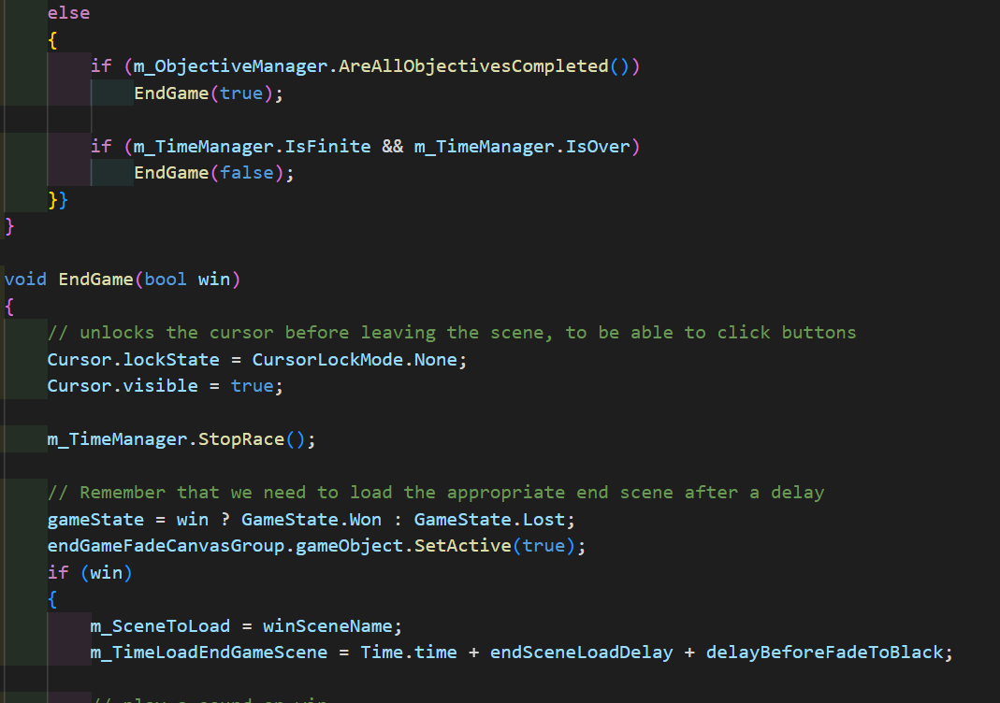 else
{
if (m_ObjectiveManager.AreAllObjectivesCompleted())
EndGame(true);
if (m_TimeManager.IsFinite && m_TimeManager.IsOver)
EndGame(false);
}}
}
void EndGame(bool win)
{
// unlocks the cursor before leaving the scene, to be able to click buttons
Cursor.lockState = CursorLockMode.None;
Cursor.visible = true;
m_TimeManager.StopRace();
// Remember that we need to load the appropriate end scene after a delay
gameState = win ? GameState.Won : GameState.Lost;
endGameFadeCanvasGroup.gameObject.SetActive(true);
if (win)
{
m_SceneToLoad = winSceneName;
m_TimeLoadEndGameScene = Time.time + endSceneLoadDelay + delayBeforeFadeToBlack;
// play a sound on win